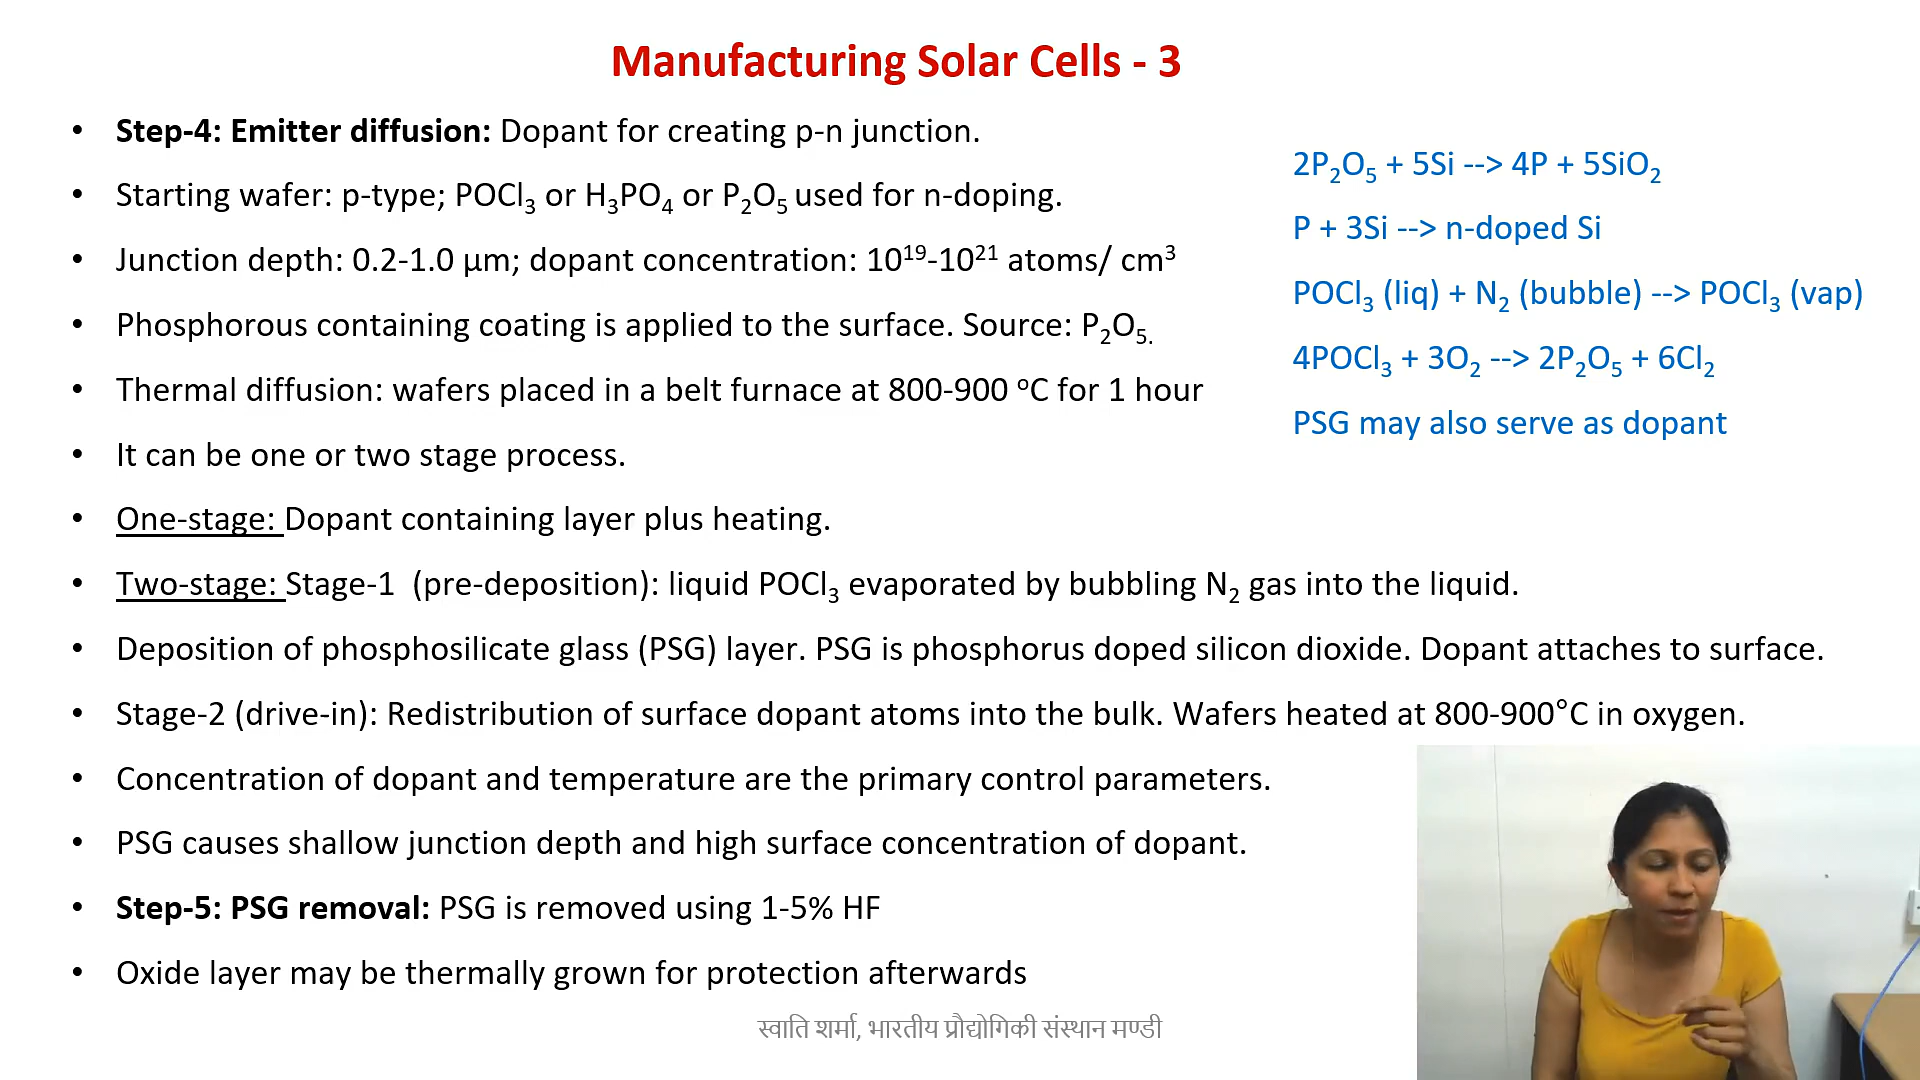 Manufacturing Solar Cells - 3
• Step-4: Emitter diffusion: Dopant for creating p-n junction.
• Starting wafer: p-type; POCl₃ or H₃PO₄ or P₂O₅ used for n-doping.
• Junction depth: 0.2-1.0 µm; dopant concentration: 10¹⁹-10²¹ atoms/ cm³
• Phosphorous containing coating is applied to the surface. Source: P₂O₅.
• Thermal diffusion: wafers placed in a belt furnace at 800-900 ᵒC for 1 hour
• It can be one or two stage process.
• One-stage: Dopant containing layer plus heating.
• Two-stage: Stage-1 (pre-deposition): liquid POCl₃ evaporated by bubbling N₂ gas into the liquid.
• Deposition of phosphosilicate glass (PSG) layer. PSG is phosphorus doped silicon dioxide. Dopant attaches to surface.
• Stage-2 (drive-in): Redistribution of surface dopant atoms into the bulk. Wafers heated at 800-900°C in oxygen.
• Concentration of dopant and temperature are the primary control parameters.
• PSG causes shallow junction depth and high surface concentration of dopant.
• Step-5: PSG removal: PSG is removed using 1-5% HF
• Oxide layer may be thermally grown for protection afterwards
2P₂O₅ + 5Si --> 4P + 5SiO₂
P + 3Si --> n-doped Si
POCl₃ (liq) + N₂ (bubble) --> POCl₃ (vap)
4POCl₃ + 3O₂ --> 2P₂O₅ + 6Cl₂
PSG may also serve as dopant
स्वाति शर्मा, भारतीय प्रौद्योगिकी संस्थान मण्डी